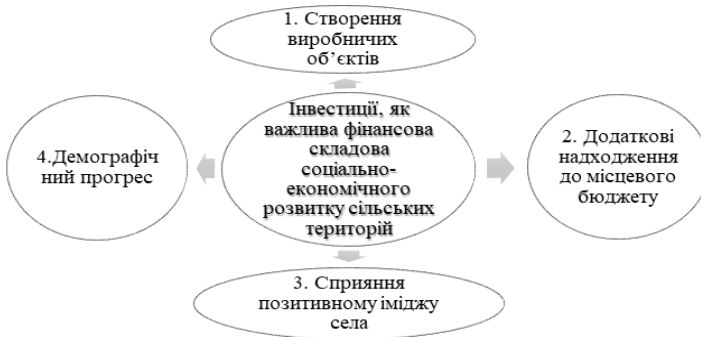 1. Створення
виробничих
об’єктів
Інвестиції, як
важлива фінансова
складова
соціально-
економічного
розвитку сільських
територій
2. Додаткові
надходження
до місцевого
бюджету
3. Сприяння
позитивному іміджу
села
4.Демографіч
ний прогрес